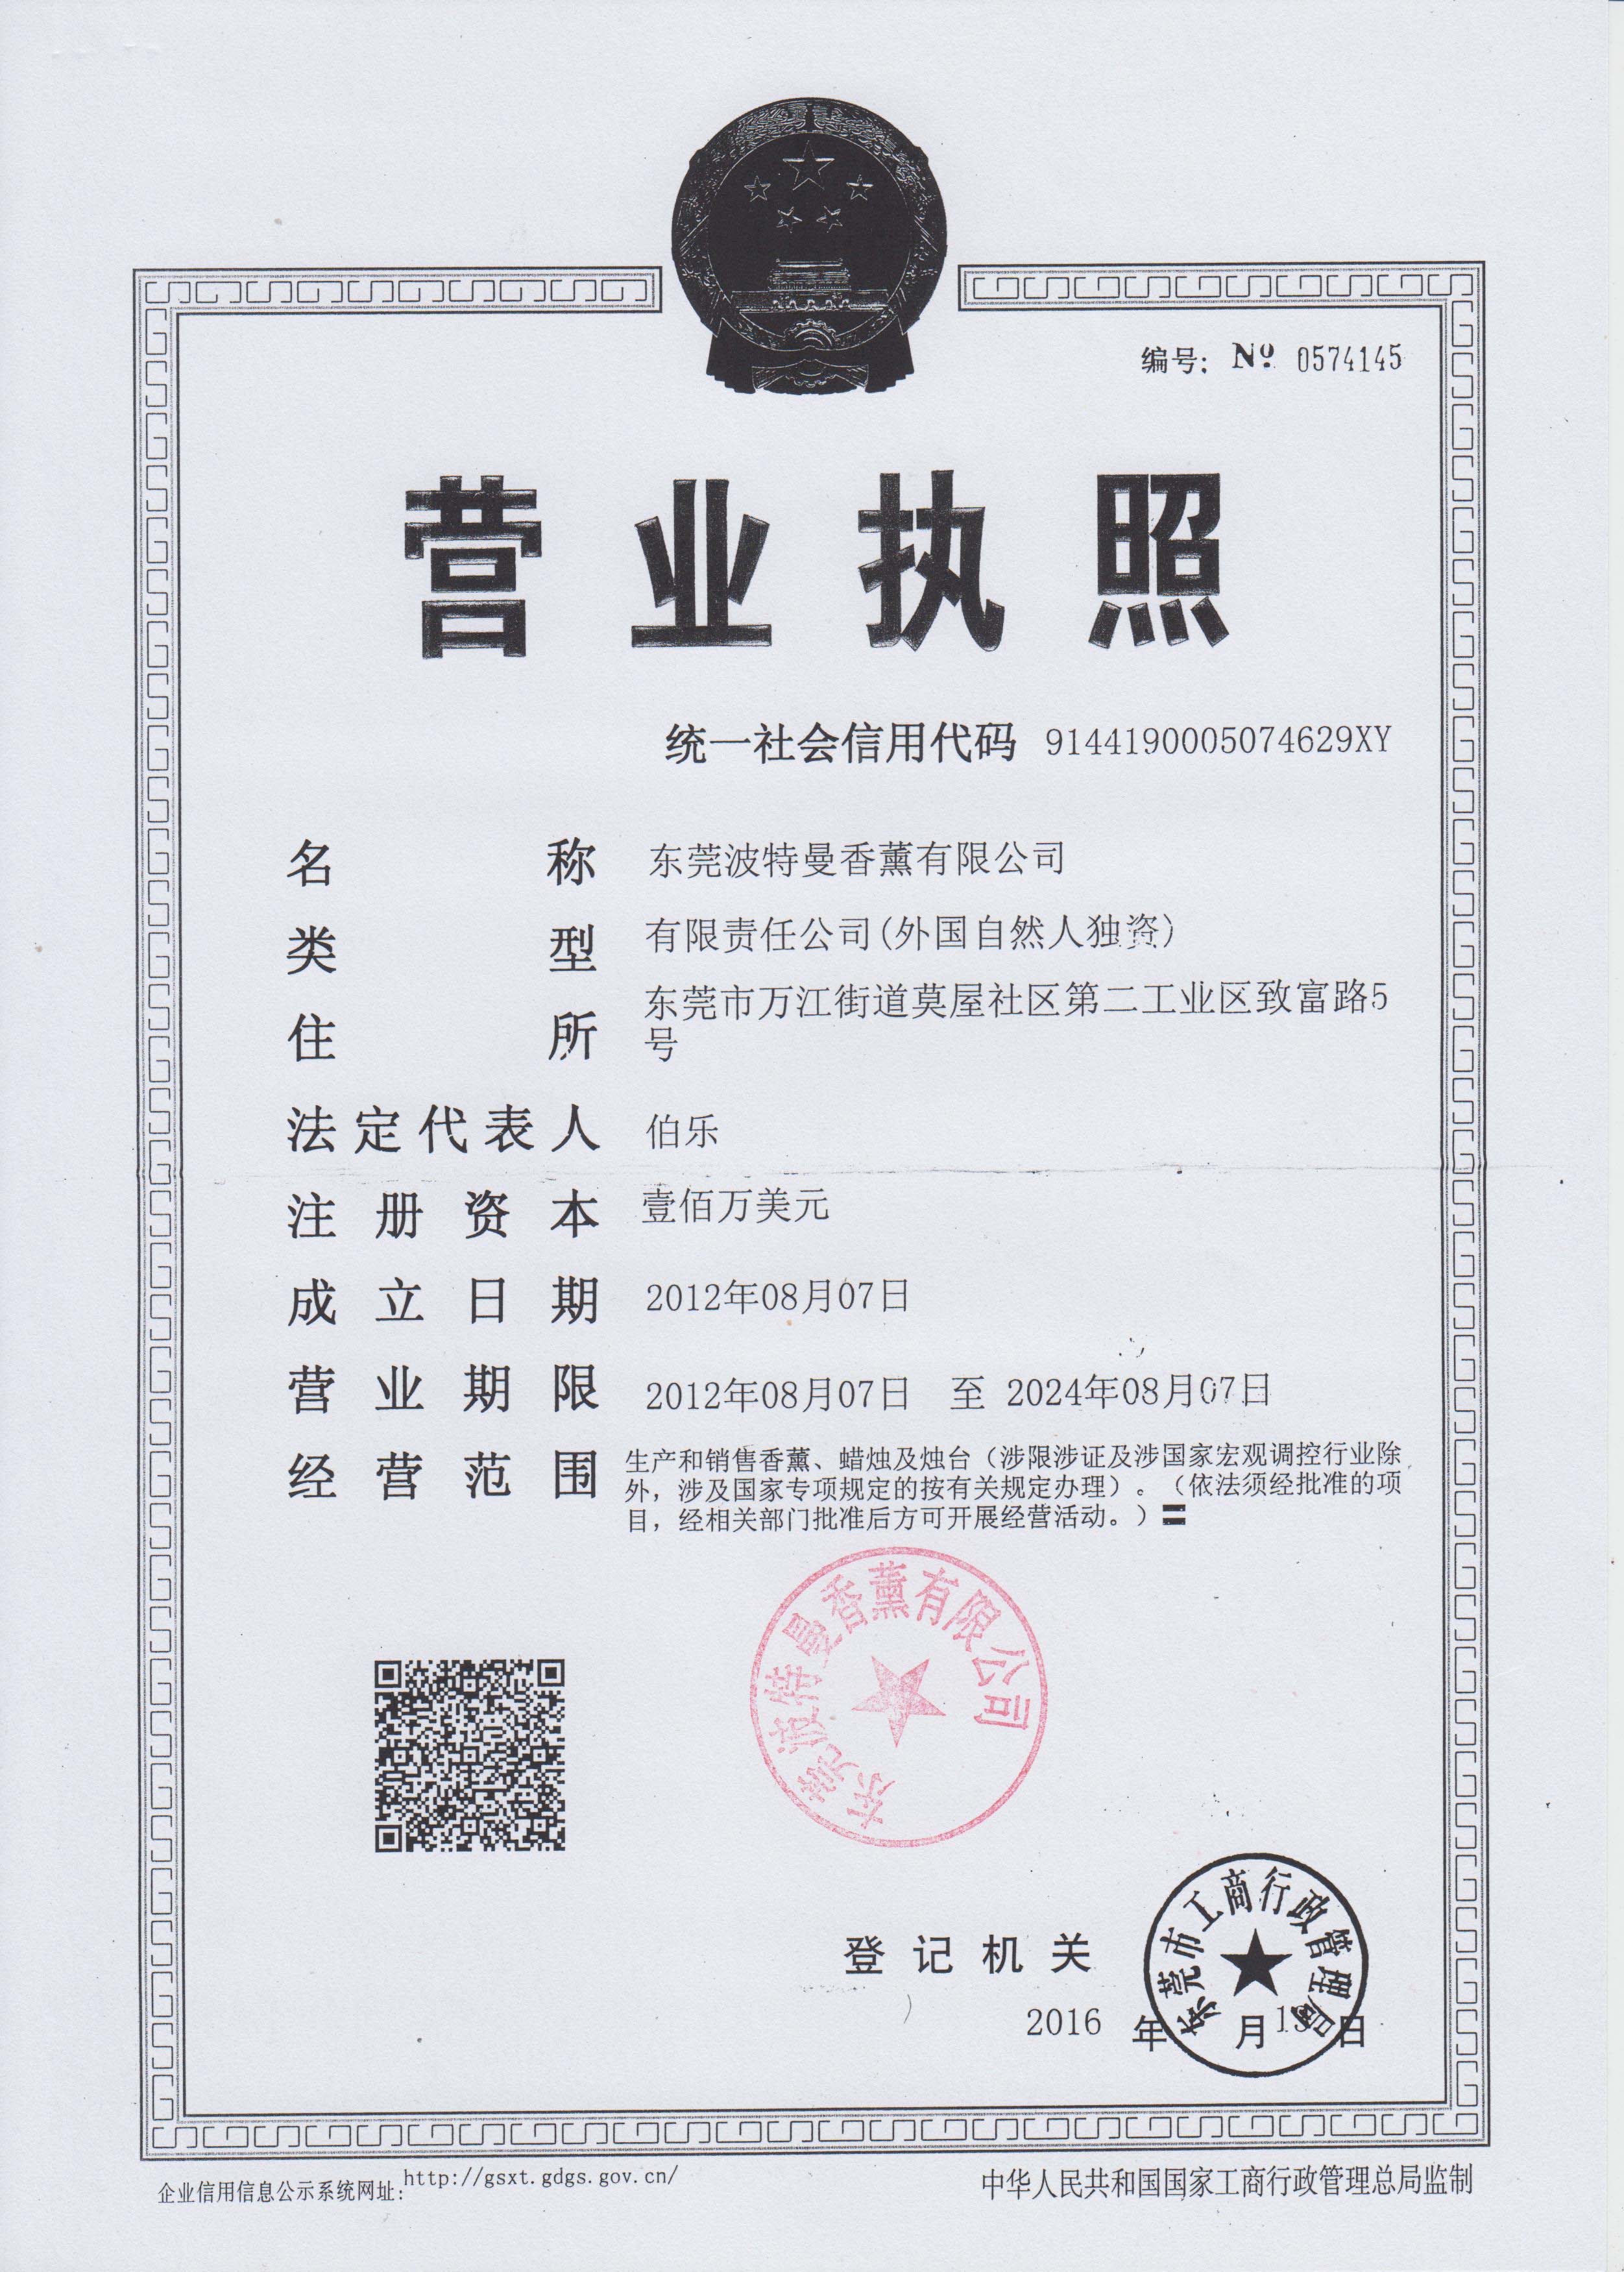 编号: № 0574145
营业执照
统一社会信用代码 9144190005074629XY
名称 东莞波特曼香薰有限公司
类型 有限责任公司(外国自然人独资)
住所 东莞市万江街道莫屋社区第二工业区致富路5
号
法定代表人 伯乐
注册资本 壹佰万美元
成立日期 2012年08月07日
营业期限 2012年08月07日 至 2024年08月07日
经营范围 生产和销售香薰、蜡烛及烛台（涉限涉证及涉国家宏观调控行业除
外，涉及国家专项规定的按有关规定办理）。（依法须经批准的项
目，经相关部门批准后方可开展经营活动。）〓
东莞波特曼香薰有限公司
东莞市工商行政管理局
登记机关
2016 年 月 日
企业信用信息公示系统网址: http://gsxt.gdgs.gov.cn/
中华人民共和国国家工商行政管理总局监制